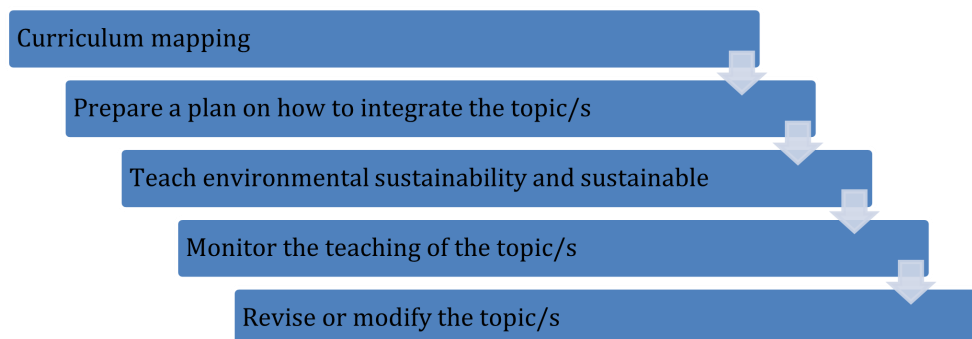 Curriculum mapping
Prepare a plan on how to integrate the topic/s
Teach environmental sustainability and sustainable
Monitor the teaching of the topic/s
Revise or modify the topic/s